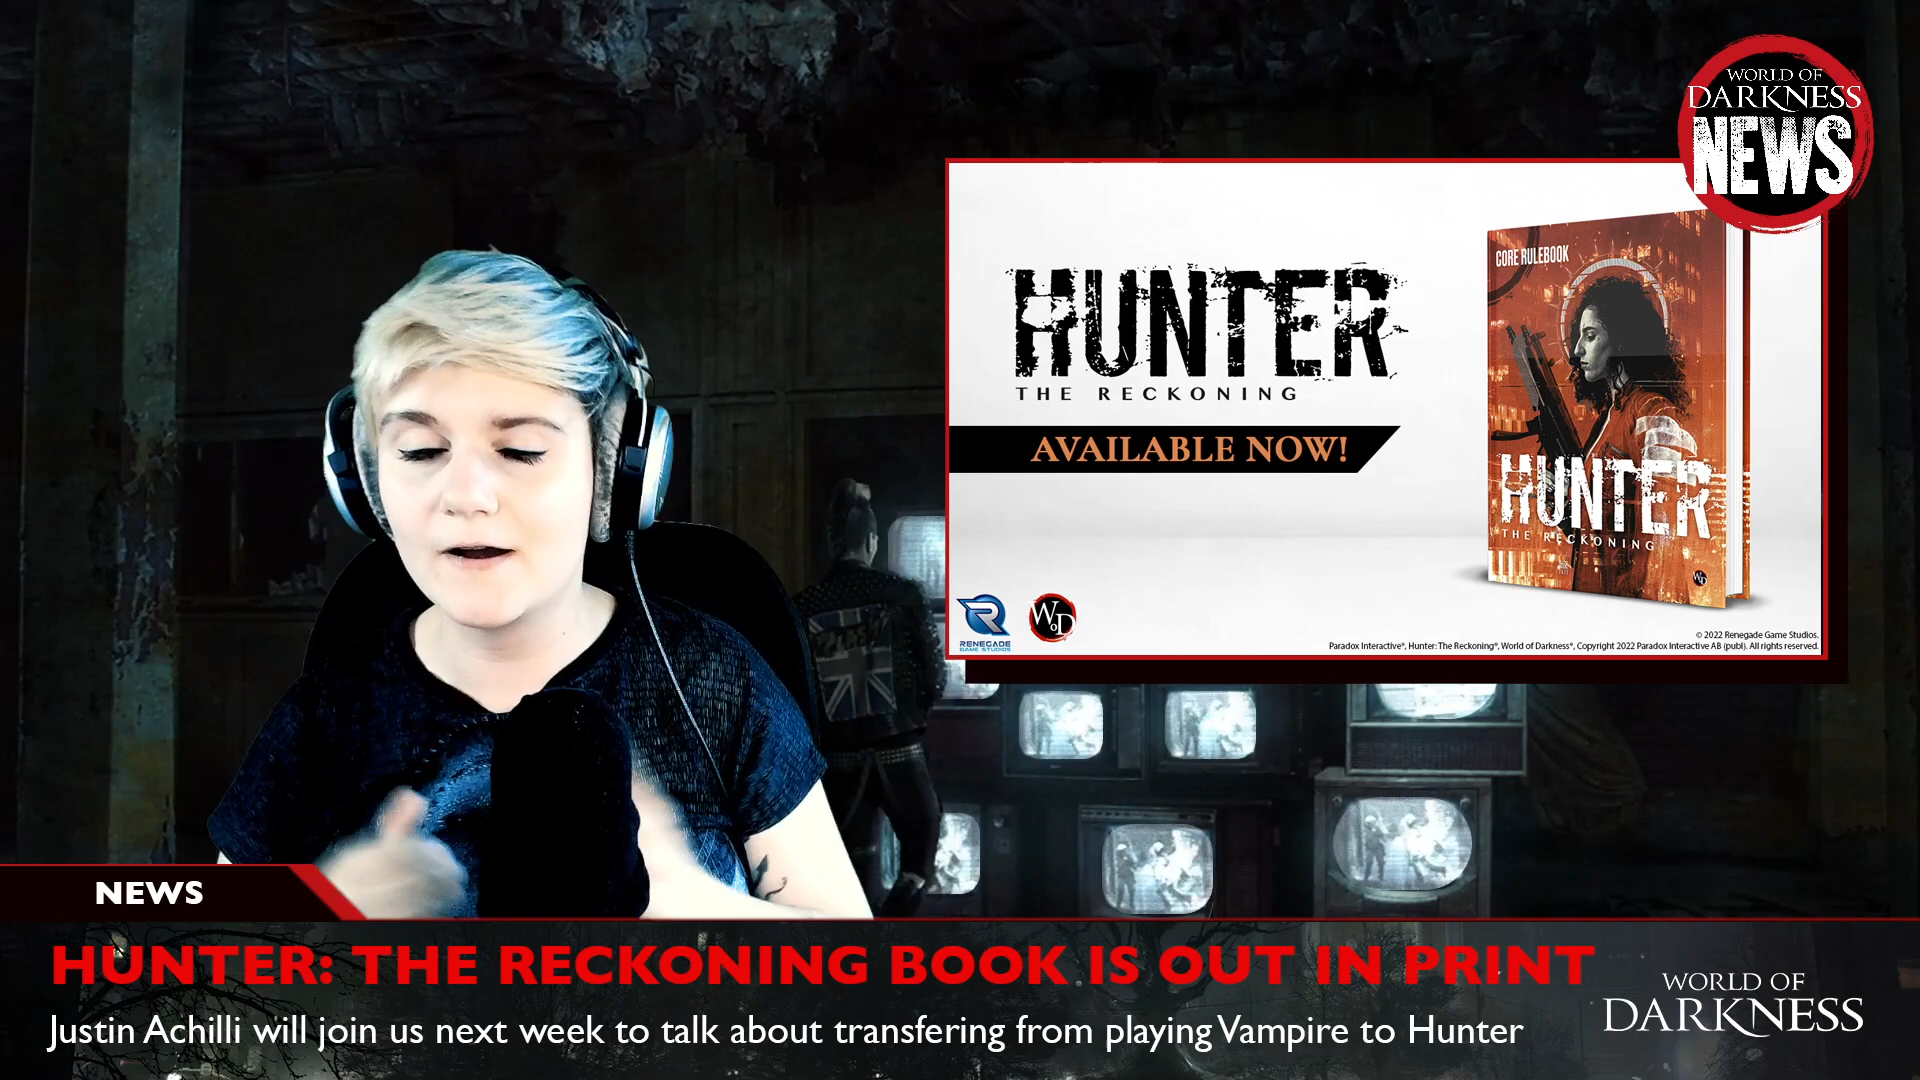 WORLD OF
DARKNESS
NEWS
HUNTER
THE RECKONING
AVAILABLE NOW!
CORE RULEBOOK
HUNTER
THE RECKONING
RENEGADE
GAME STUDIOS
WoD
© 2022 Renegade Game Studios.
Paradox Interactive®, Hunter: The Reckoning®, World of Darkness®, Copyright 2022 Paradox Interactive AB (publ). All rights reserved.
NEWS
HUNTER: THE RECKONING BOOK IS OUT IN PRINT
Justin Achilli will join us next week to talk about transfering from playing Vampire to Hunter
WORLD OF
DARKNESS